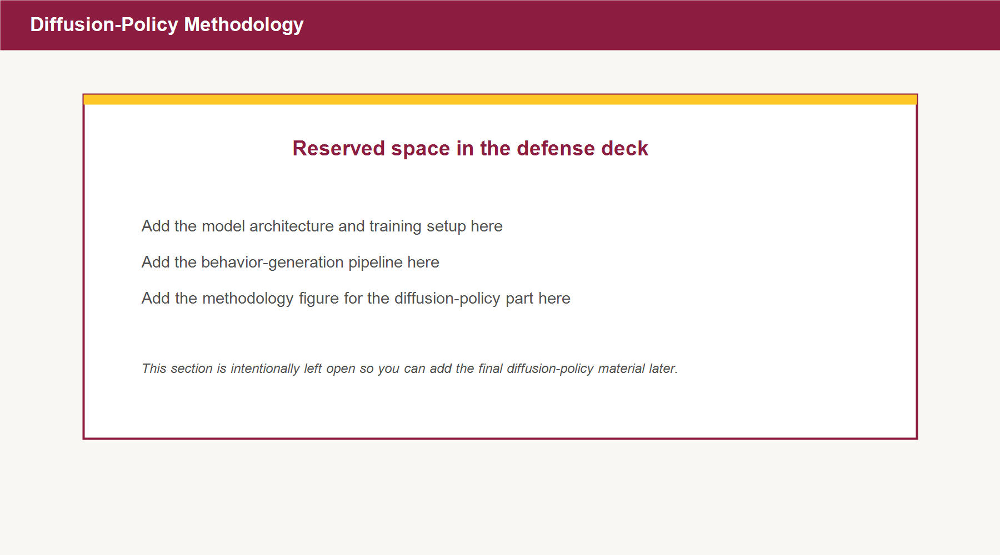 Diffusion-Policy Methodology
Reserved space in the defense deck
Add the model architecture and training setup here
Add the behavior-generation pipeline here
Add the methodology figure for the diffusion-policy part here
This section is intentionally left open so you can add the final diffusion-policy material later.